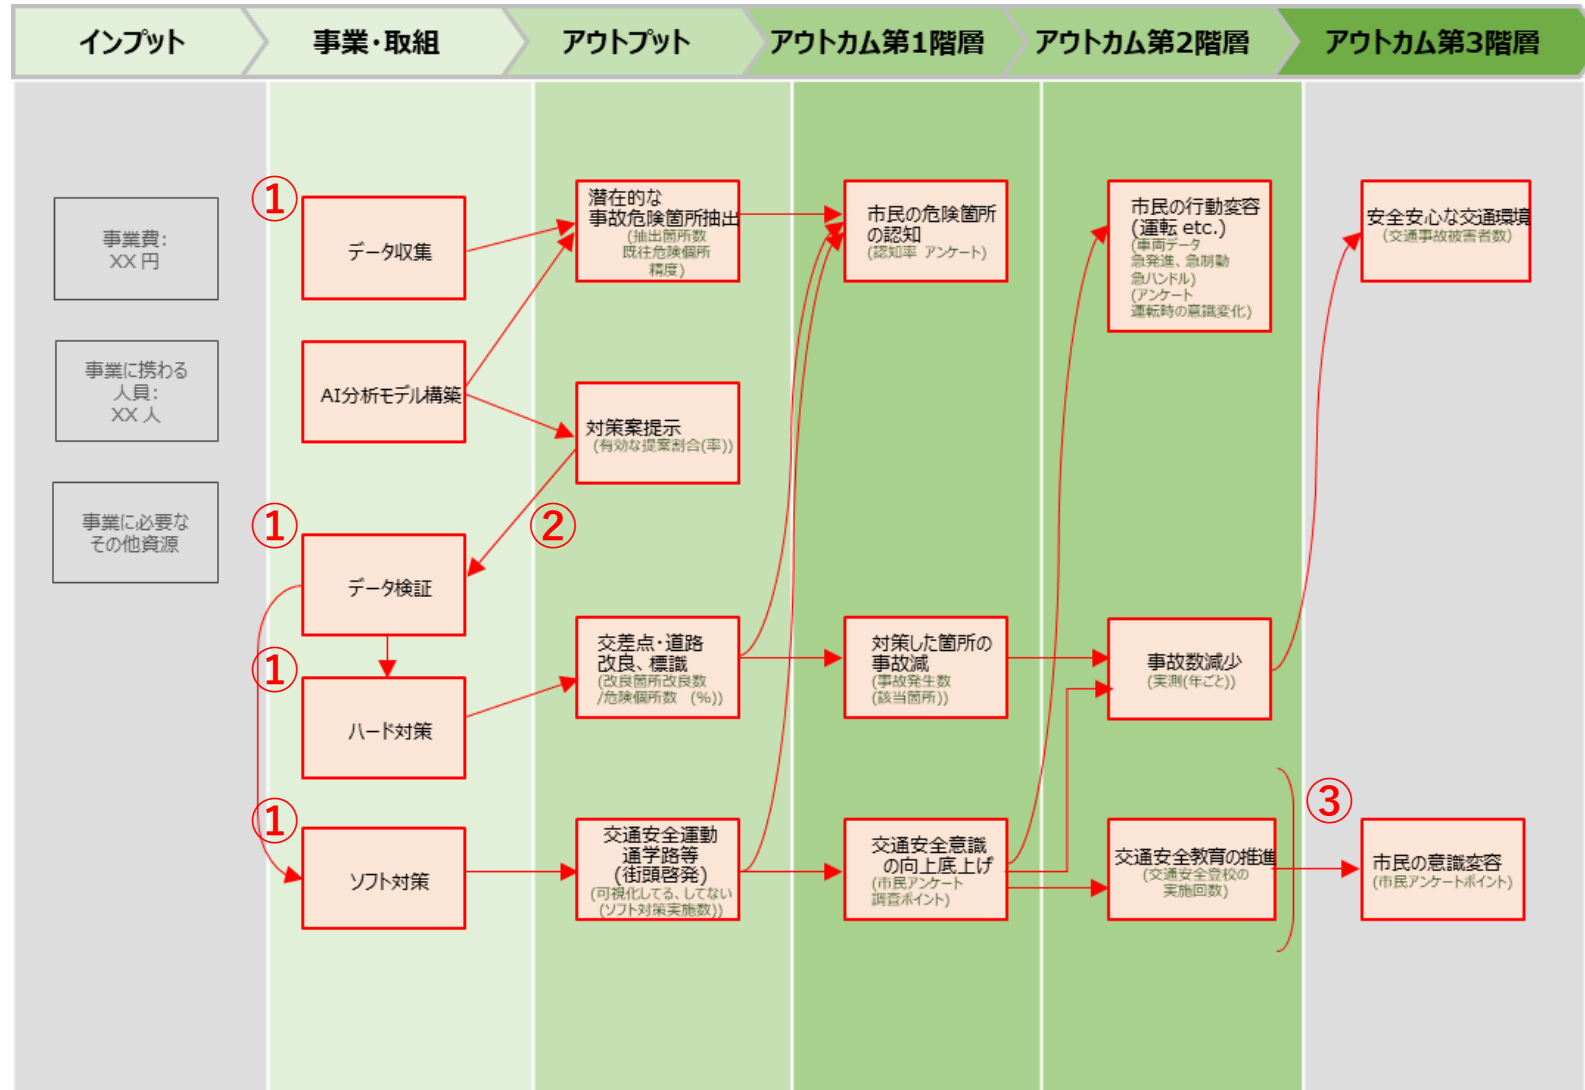 インプット
事業・取組
アウトプット
アウトカム第1階層
アウトカム第2階層
アウトカム第3階層
事業費：
XX 円
事業に携わる
人員：
XX 人
事業に必要な
その他資源
①
データ収集
AI分析モデル構築
①
データ検証
①
ハード対策
①
ソフト対策
潜在的な
事故危険箇所抽出
(抽出箇所数
既往危険個所
精度)
対策案提示
(有効な提案割合(率))
②
交差点・道路
改良、標識
(改良箇所改良数
/危険個所数 (%))
交通安全運動
通学路等
(街頭啓発)
(可視化してる、してない
(ソフト対策実施数))
市民の危険箇所
の認知
(認知率 アンケート)
対策した箇所の
事故減
(事故発生数
(該当箇所))
交通安全意識
の向上底上げ
(市民アンケート
調査ポイント)
市民の行動変容
(運転 etc.)
(車両データ
急発進、急制動
急ハンドル)
(アンケート
運転時の意識変化)
事故数減少
(実測(年ごと))
交通安全教育の推進
(交通安全登校の
実施回数)
③
安全安心な交通環境
(交通事故被害者数)
市民の意識変容
(市民アンケートポイント)